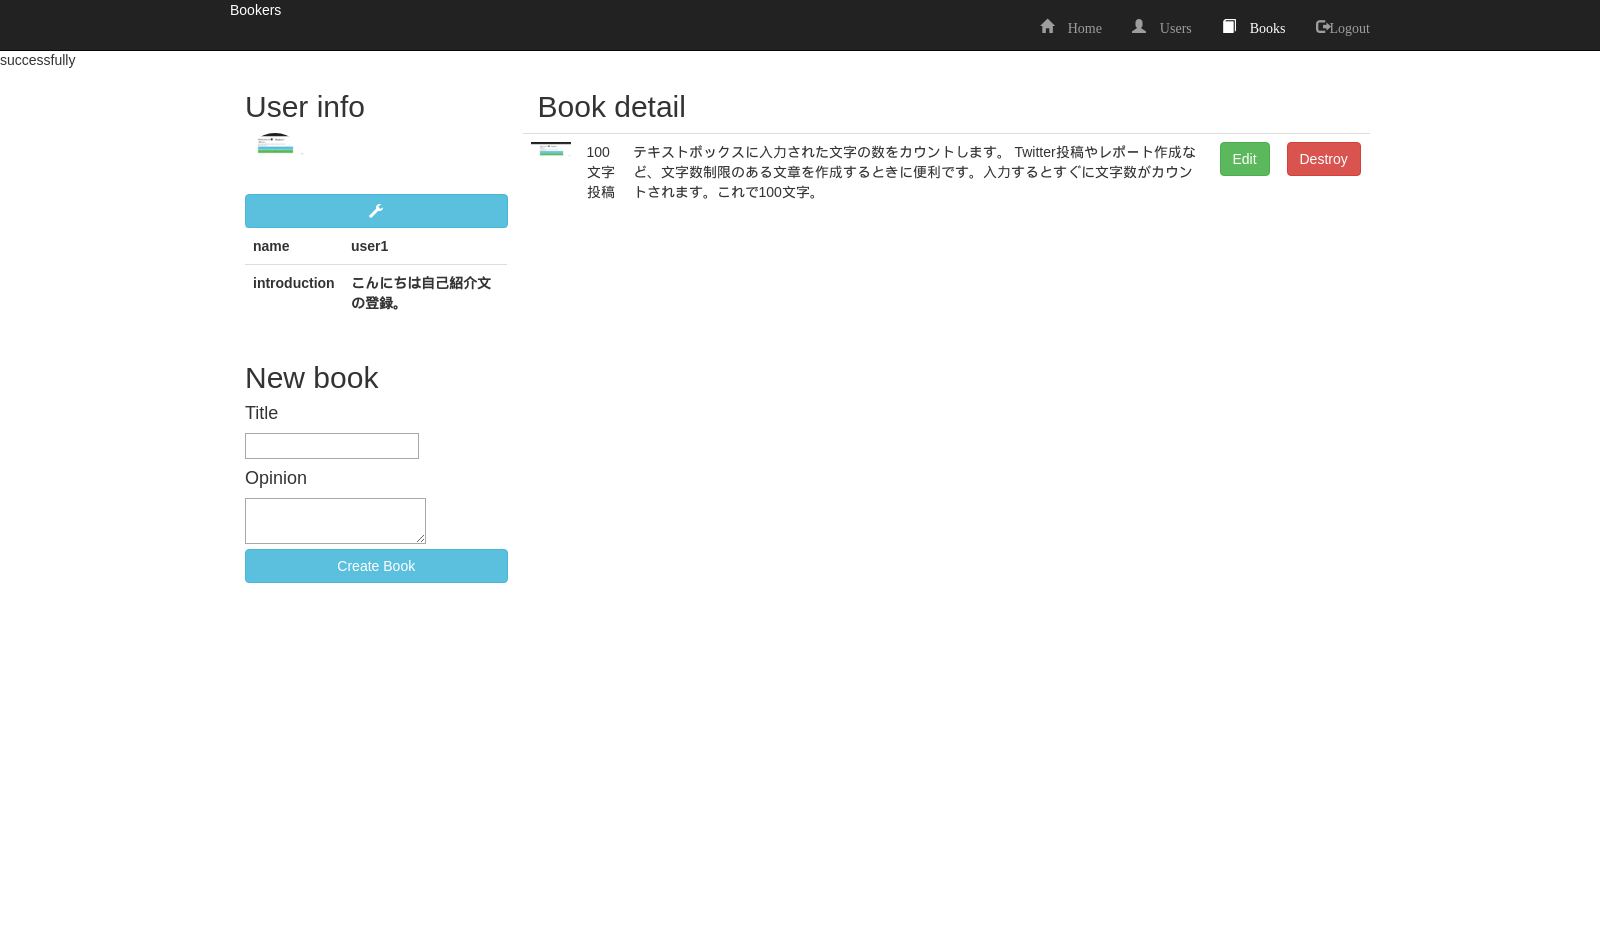 Bookers
Home
Users
Books
Logout
successfully
User info
name user1
introduction こんにちは自己紹介文
の登録。
New book
Title
Opinion
Create Book
Book detail
100
文字
投稿
テキストボックスに入力された文字の数をカウントします。 Twitter投稿やレポート作成な
ど、文字数制限のある文章を作成するときに便利です。入力するとすぐに文字数がカウン
トされます。これで100文字。
Edit
Destroy